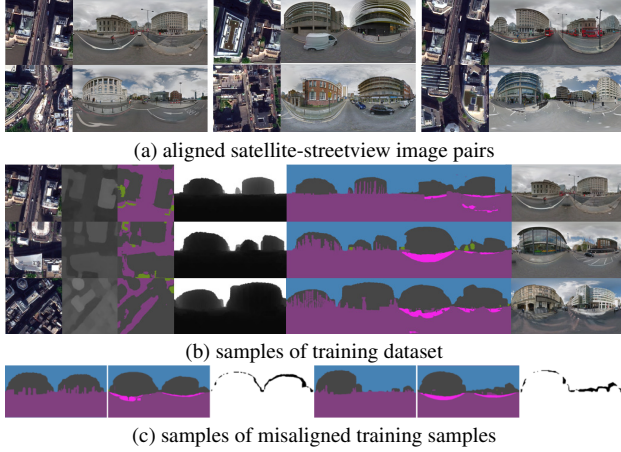 (a) aligned satellite-streetview image pairs
(b) samples of training dataset
(c) samples of misaligned training samples